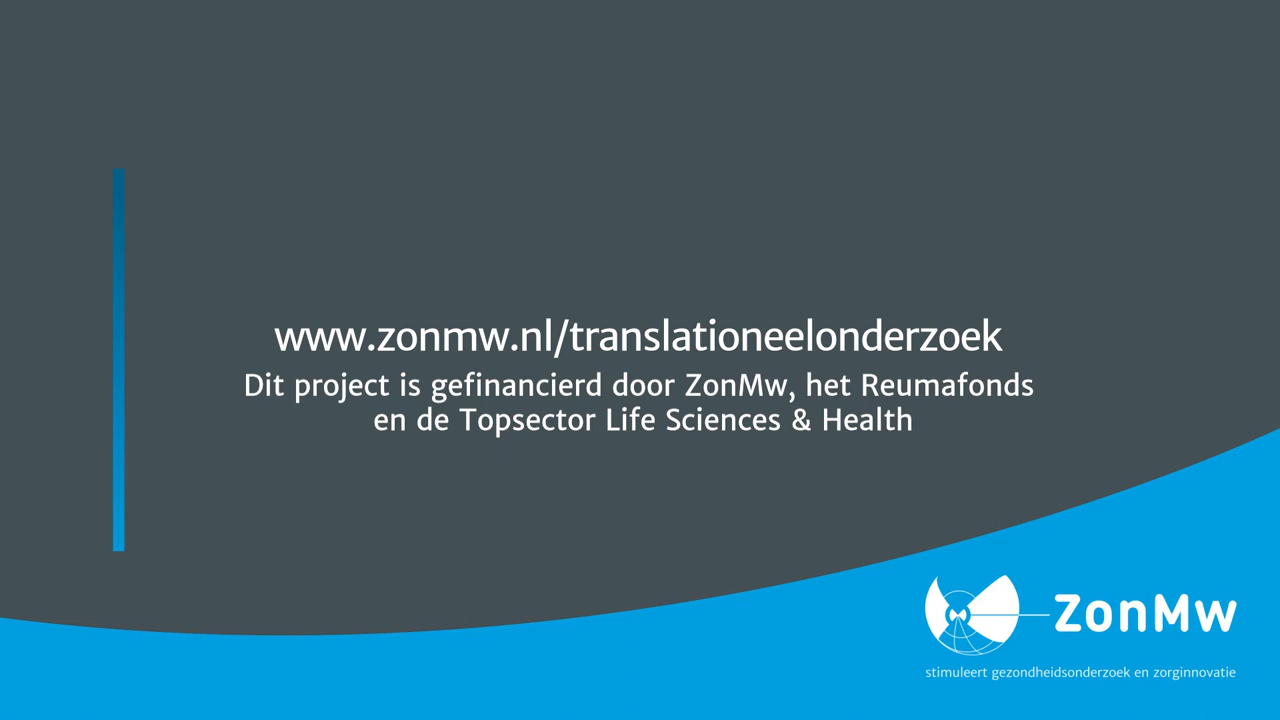 www.zonmw.nl/translationeelonderzoek
Dit project is gefinancierd door ZonMw, het Reumafonds
en de Topsector Life Sciences & Health
ZonMw
stimuleert gezondheidsonderzoek en zorginnovatie